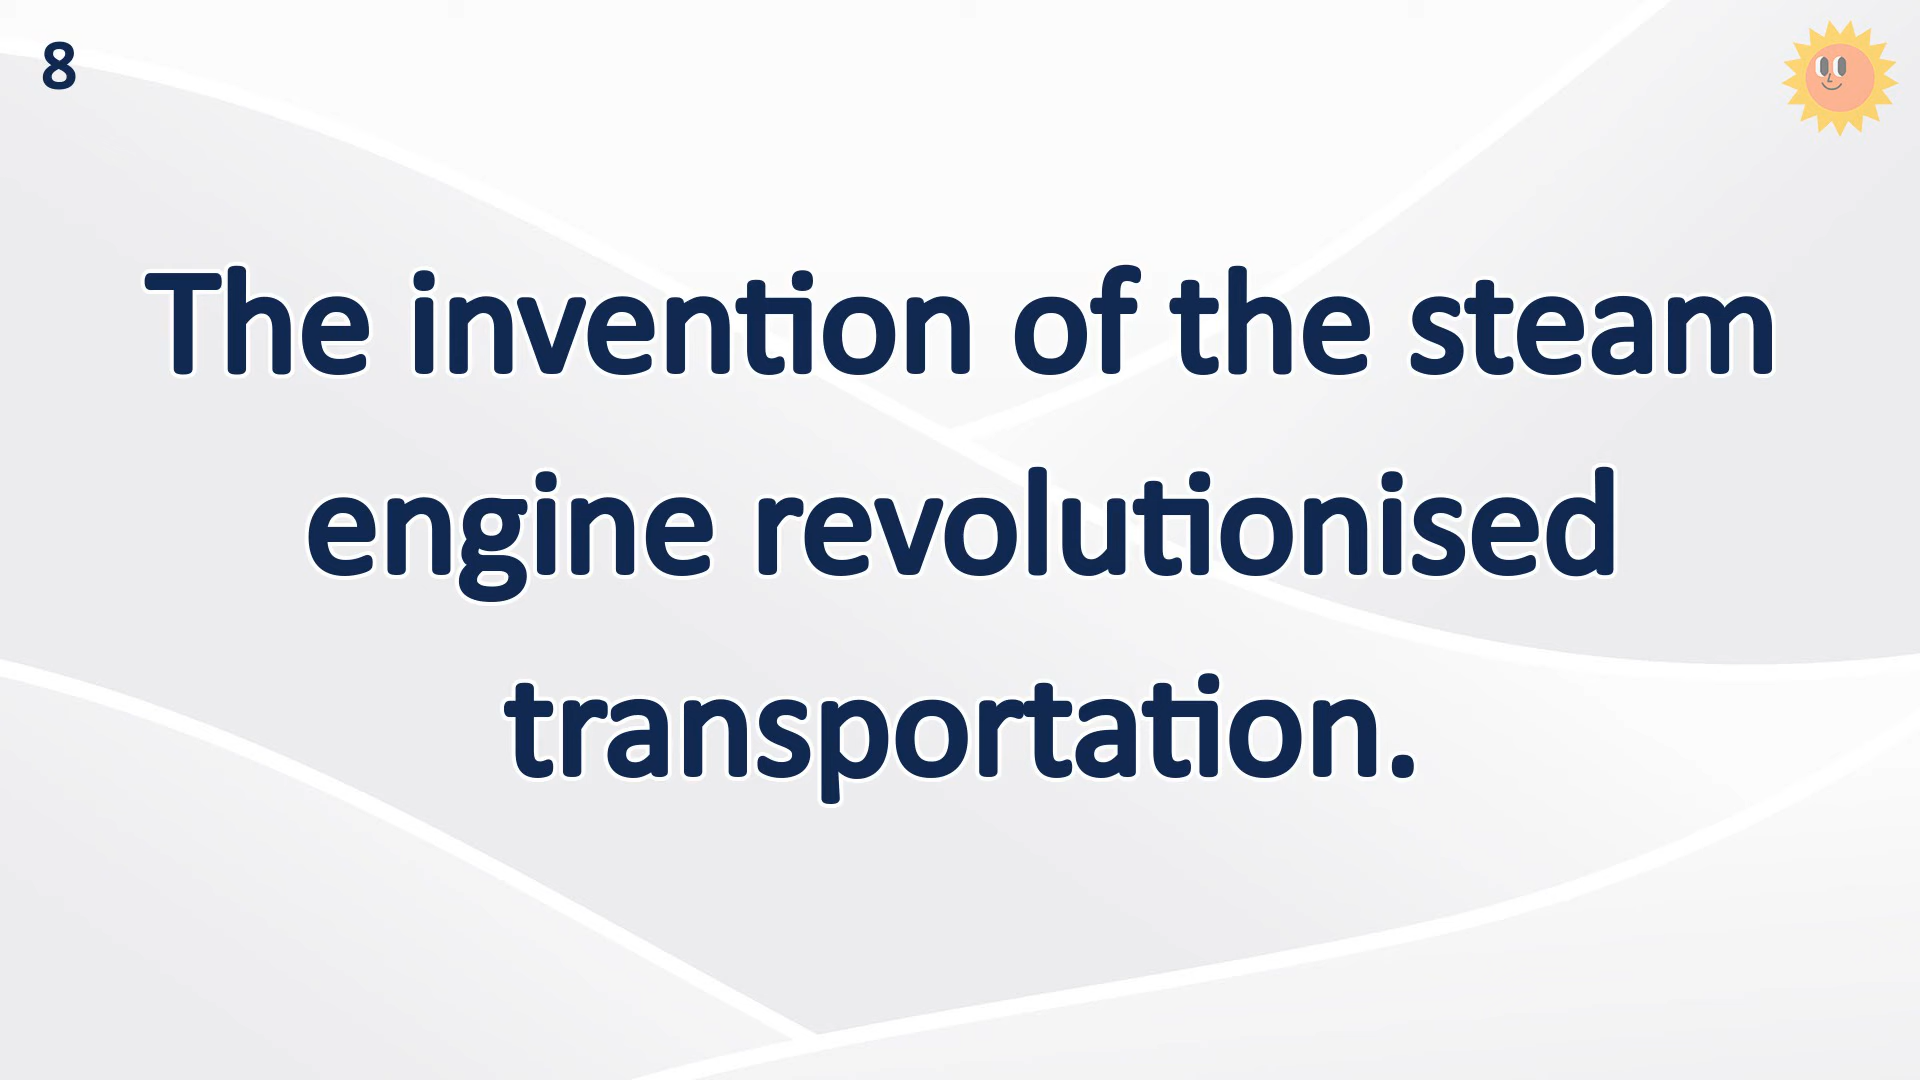 8
The invention of the steam
engine revolutionised
transportation.